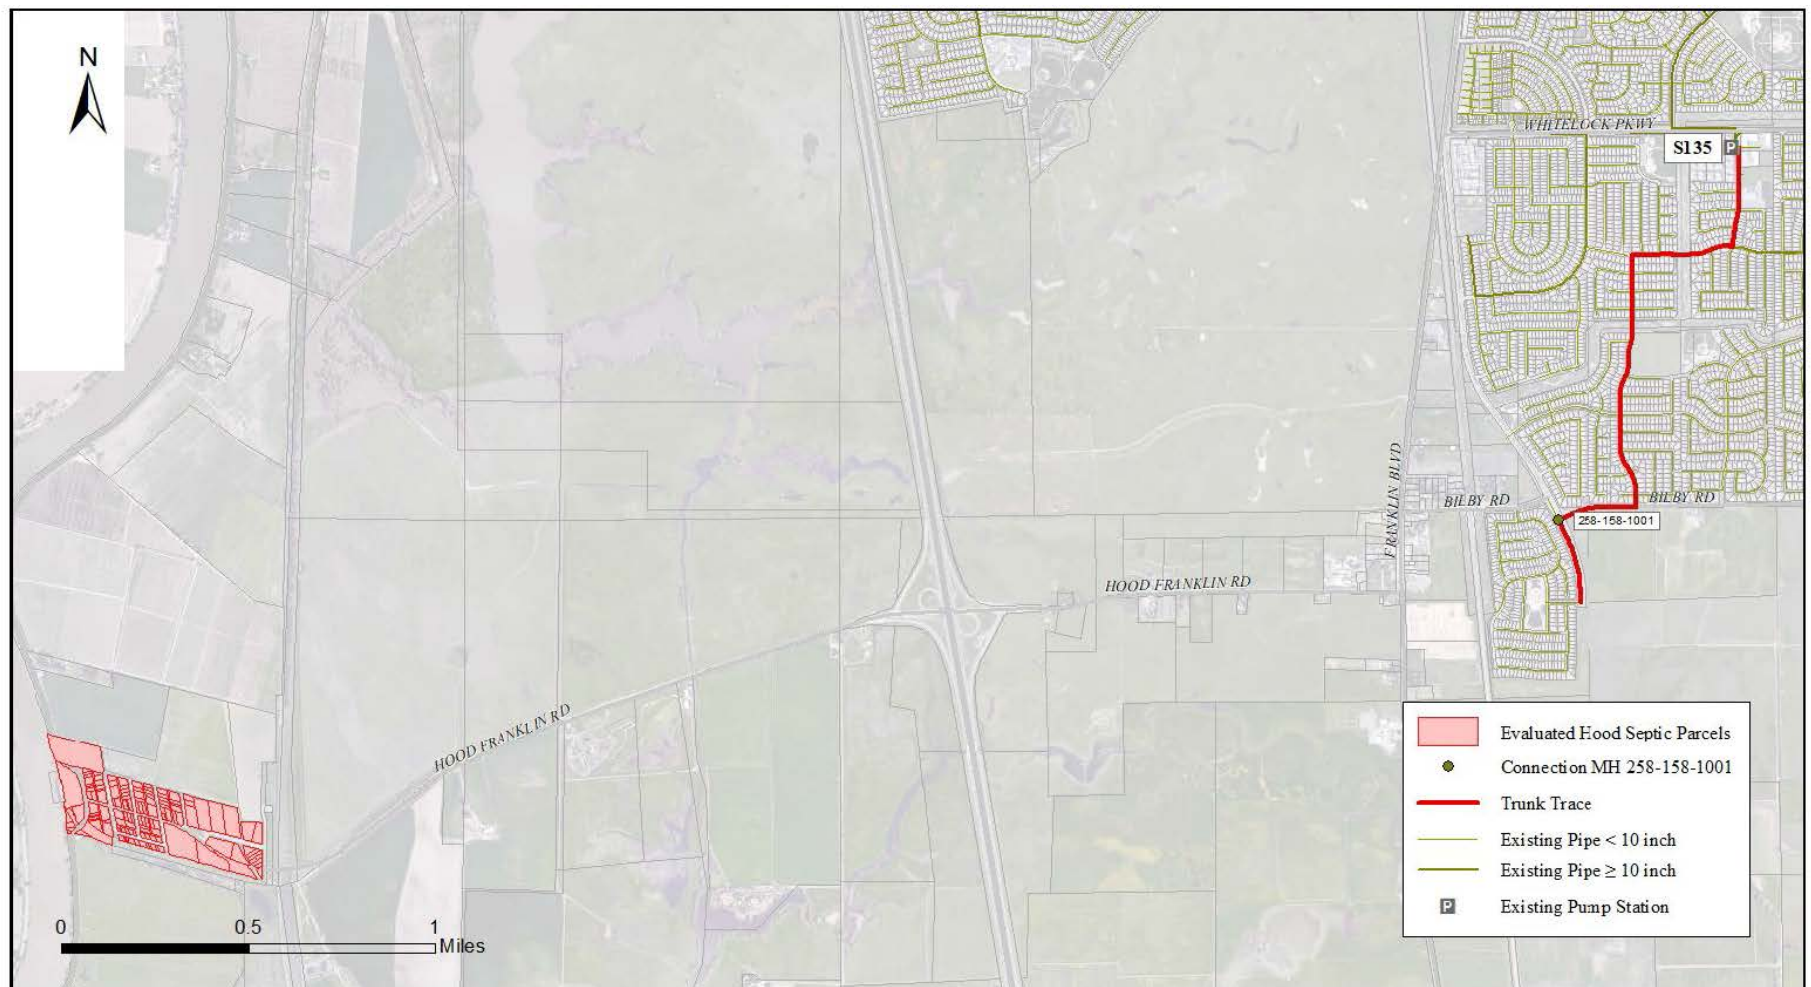 N
WHITELOCK PKWY
S135
P
FRANKLIN BLVD
BILBY RD
BILBY RD
258-158-1001
HOOD FRANKLIN RD
HOOD FRANKLIN RD
Evaluated Hood Septic Parcels
Connection MH 258-158-1001
Trunk Trace
Existing Pipe < 10 inch
Existing Pipe ≥ 10 inch
P Existing Pump Station
0 0.5 1
Miles